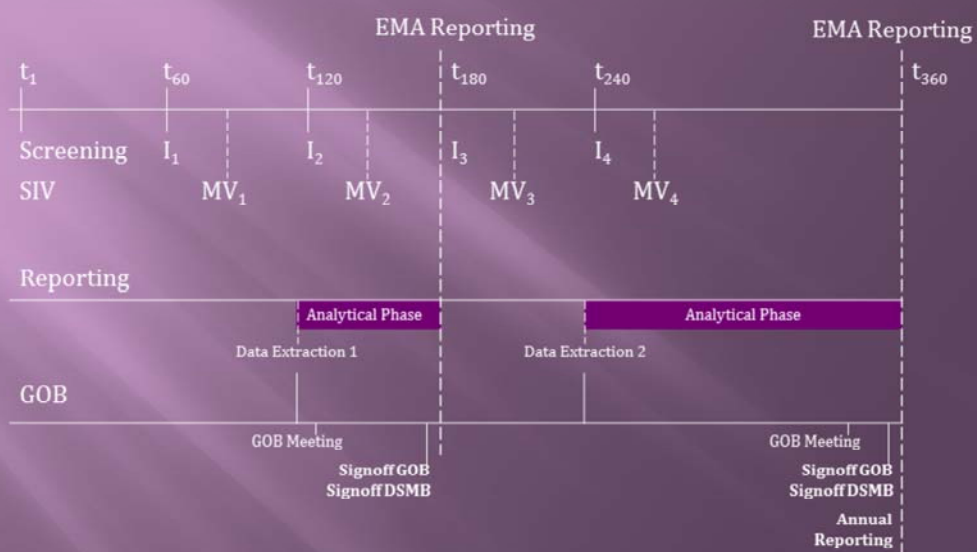 EMA Reporting EMA Reporting
t₁ t₆₀ t₁₂₀ t₁₈₀ t₂₄₀ t₃₆₀
Screening I₁ I₂ I₃ I₄
SIV MV₁ MV₂ MV₃ MV₄
Reporting
Analytical Phase Analytical Phase
Data Extraction 1 Data Extraction 2
GOB
GOB Meeting GOB Meeting
Signoff GOB Signoff GOB
Signoff DSMB Signoff DSMB
Annual
Reporting